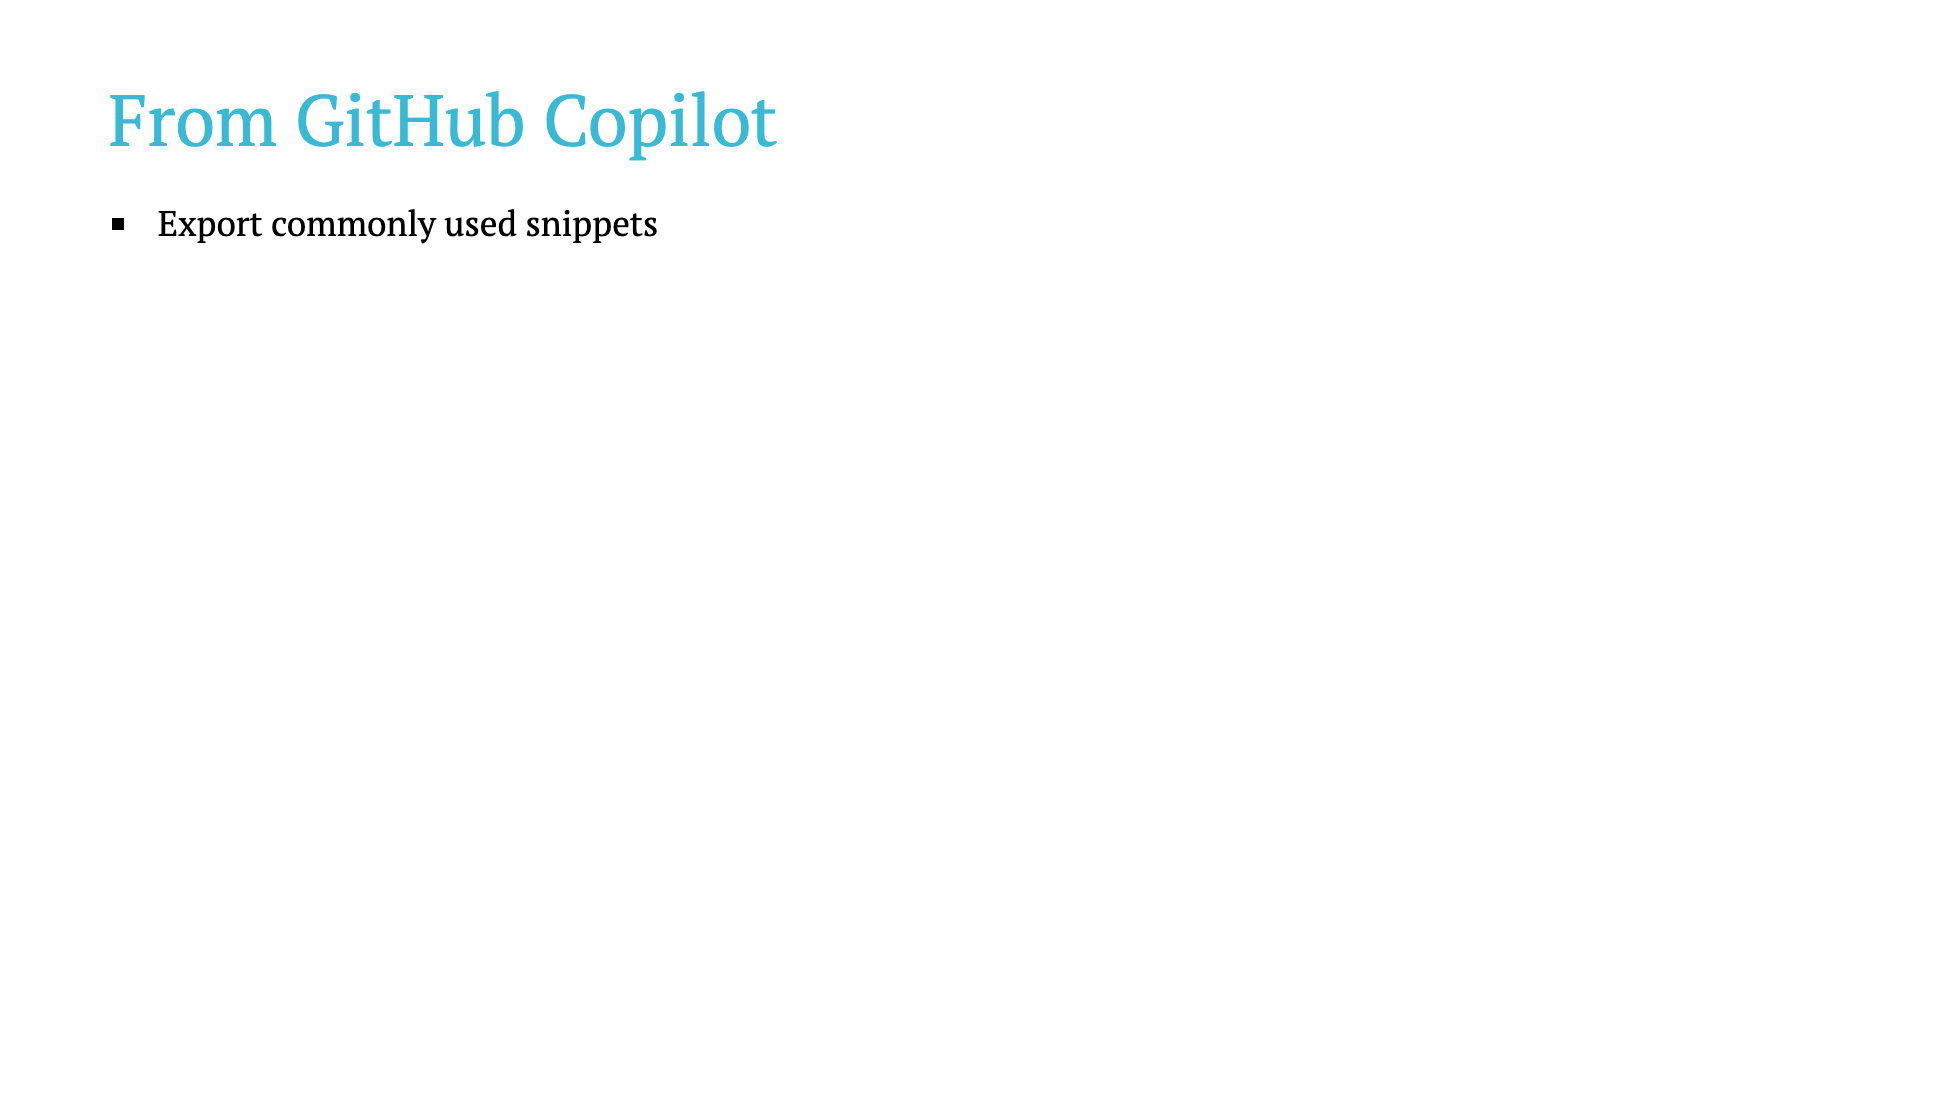 From GitHub Copilot
▪ Export commonly used snippets